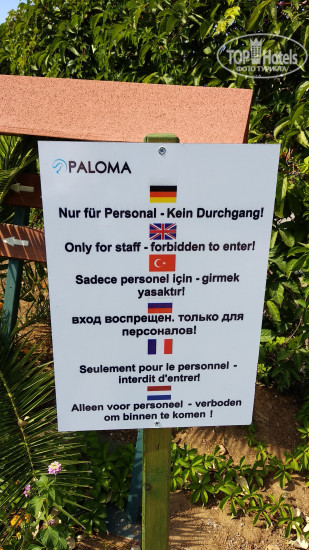 TOPHotels
ФОТО ТУРИСТА
PALOMA
Nur für Personal - Kein Durchgang!
Only for staff - forbidden to enter!
Sadece personel için - girmek
yasaktır!
вход воспрещен. только для
персоналов!
Seulement pour le personnel -
interdit d'entrer!
Alleen voor personeel - verboden
om binnen te komen !